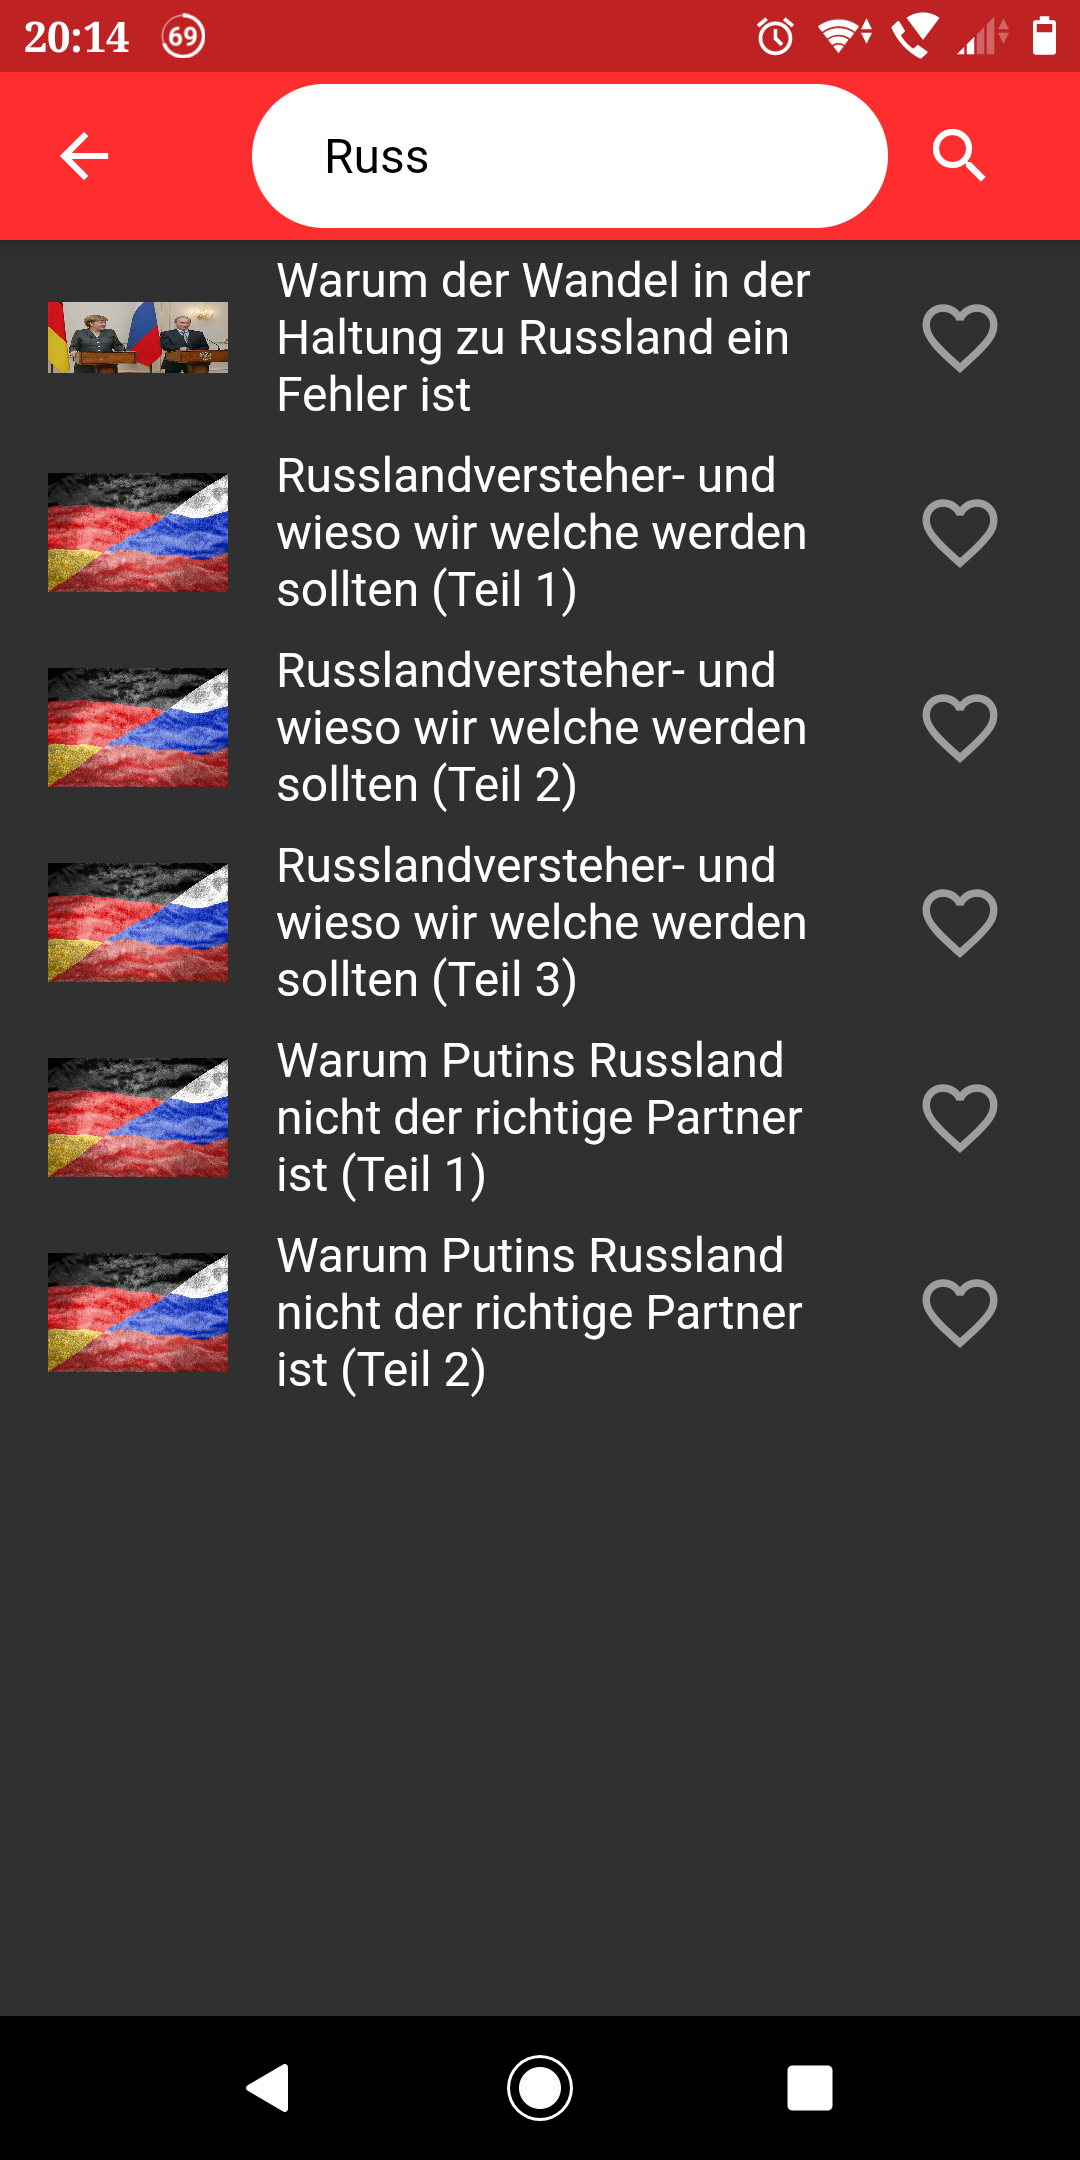 20:14
69
Russ
Warum der Wandel in der
Haltung zu Russland ein
Fehler ist
Russlandversteher- und
wieso wir welche werden
sollten (Teil 1)
Russlandversteher- und
wieso wir welche werden
sollten (Teil 2)
Russlandversteher- und
wieso wir welche werden
sollten (Teil 3)
Warum Putins Russland
nicht der richtige Partner
ist (Teil 1)
Warum Putins Russland
nicht der richtige Partner
ist (Teil 2)